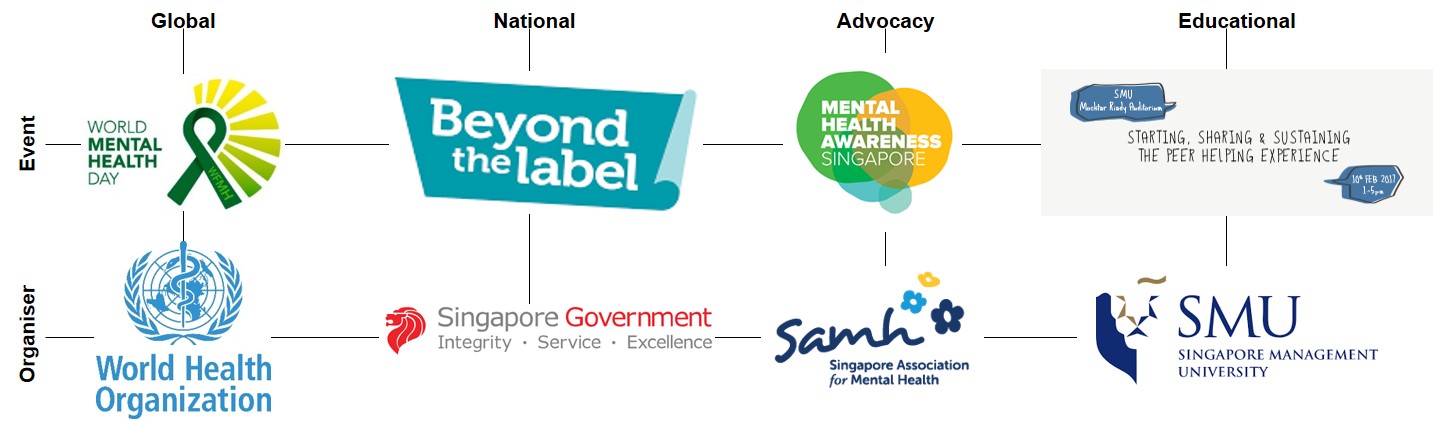 Global
National
Advocacy
Educational
Event
WORLD
MENTAL
HEALTH
DAY
WFMH
Beyond
the label
MENTAL
HEALTH
AWARENESS
SINGAPORE
SMU
Mochtar Riady Auditorium
STARTING, SHARING & SUSTAINING
THE PEER HELPING EXPERIENCE
10th FEB 2017
1-5pm
Organiser
World Health
Organization
Singapore Government
Integrity · Service · Excellence
samh
Singapore Association
for Mental Health
SMU
SINGAPORE MANAGEMENT
UNIVERSITY